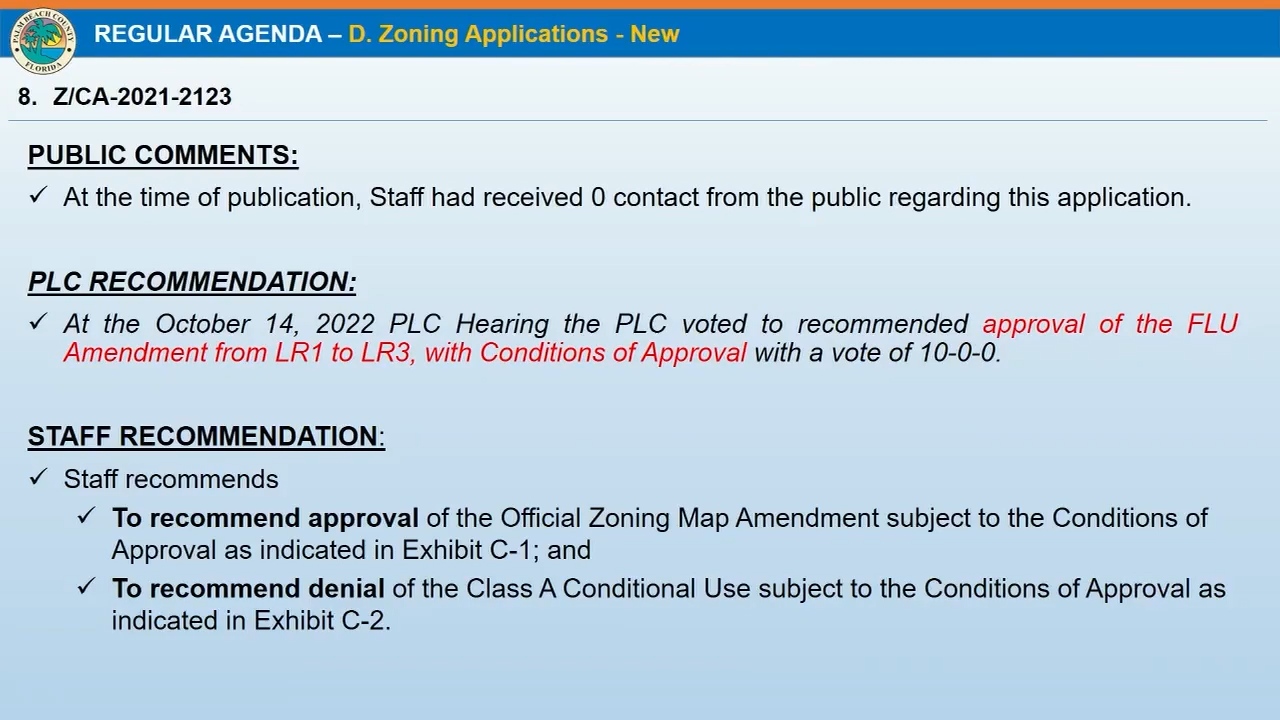 PALM BEACH COUNTY
FLORIDA
REGULAR AGENDA – D. Zoning Applications - New
8. Z/CA-2021-2123
PUBLIC COMMENTS:
✓ At the time of publication, Staff had received 0 contact from the public regarding this application.
PLC RECOMMENDATION:
✓ At the October 14, 2022 PLC Hearing the PLC voted to recommended approval of the FLU
Amendment from LR1 to LR3, with Conditions of Approval with a vote of 10-0-0.
STAFF RECOMMENDATION:
✓ Staff recommends
✓ To recommend approval of the Official Zoning Map Amendment subject to the Conditions of
Approval as indicated in Exhibit C-1; and
✓ To recommend denial of the Class A Conditional Use subject to the Conditions of Approval as
indicated in Exhibit C-2.